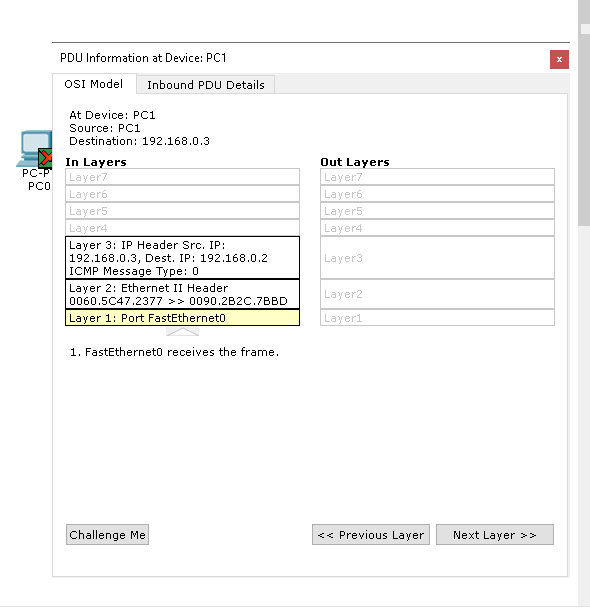 PDU Information at Device: PC1
x
OSI Model
Inbound PDU Details
At Device: PC1
Source: PC1
Destination: 192.168.0.3
In Layers
Out Layers
Layer7
Layer7
Layer6
Layer6
Layer5
Layer5
Layer4
Layer4
Layer 3: IP Header Src. IP:
192.168.0.3, Dest. IP: 192.168.0.2
ICMP Message Type: 0
Layer3
Layer 2: Ethernet II Header
0060.5C47.2377 >> 0090.2B2C.7BBD
Layer2
Layer 1: Port FastEthernet0
Layer1
1. FastEthernet0 receives the frame.
PC-P
PC0
Challenge Me
<< Previous Layer
Next Layer >>